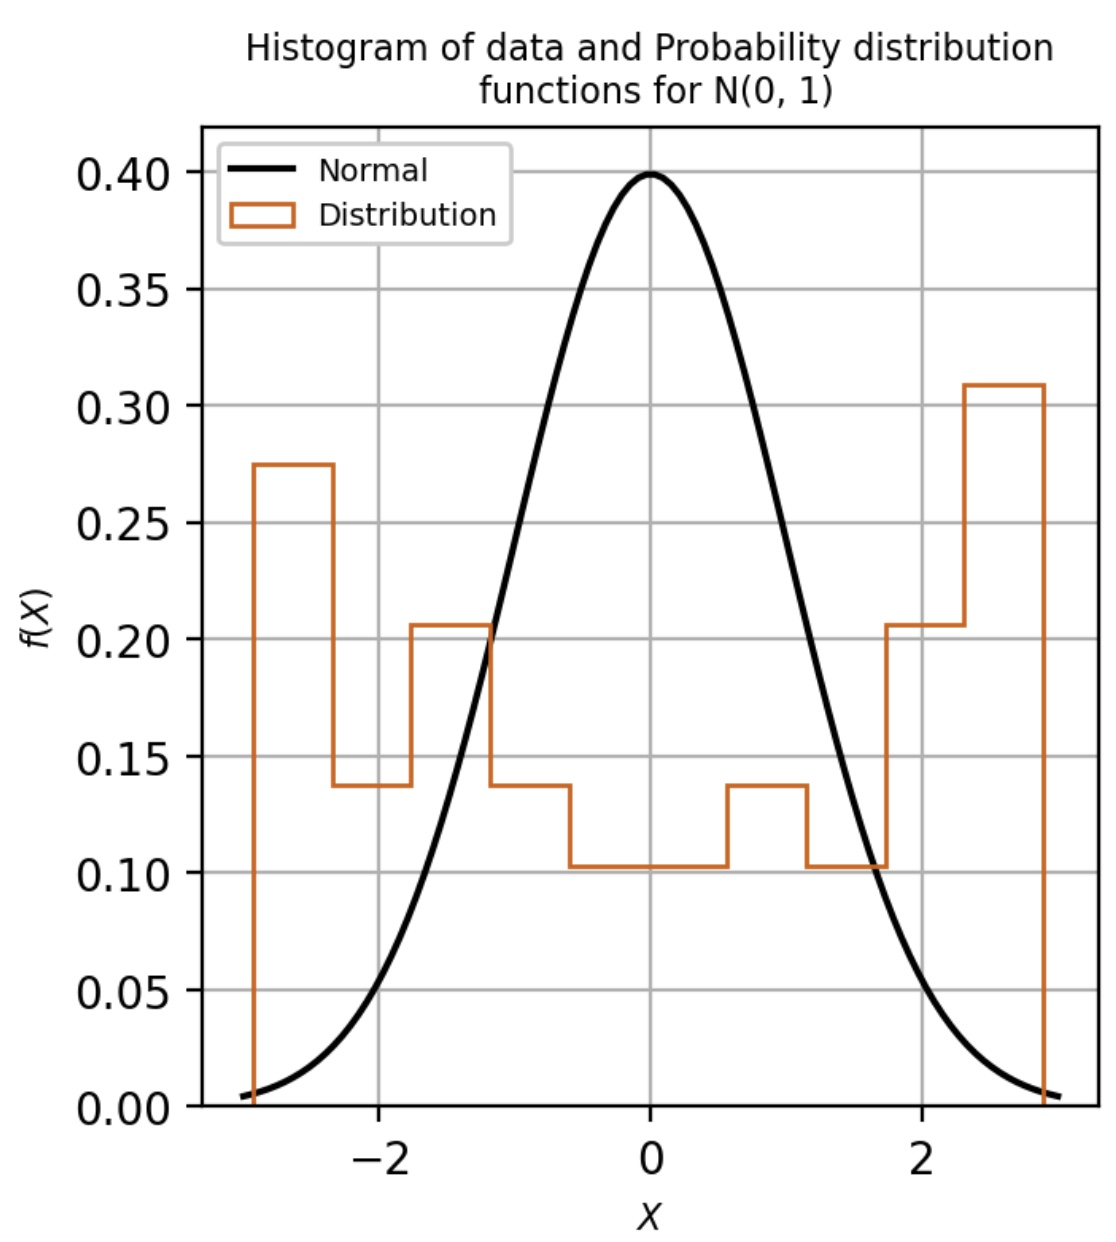 Histogram of data and Probability distribution
functions for N(0, 1)
Normal
Distribution
0.40
0.35
0.30
0.25
0.20
0.15
0.10
0.05
0.00
f(X)
−2 0 2
X